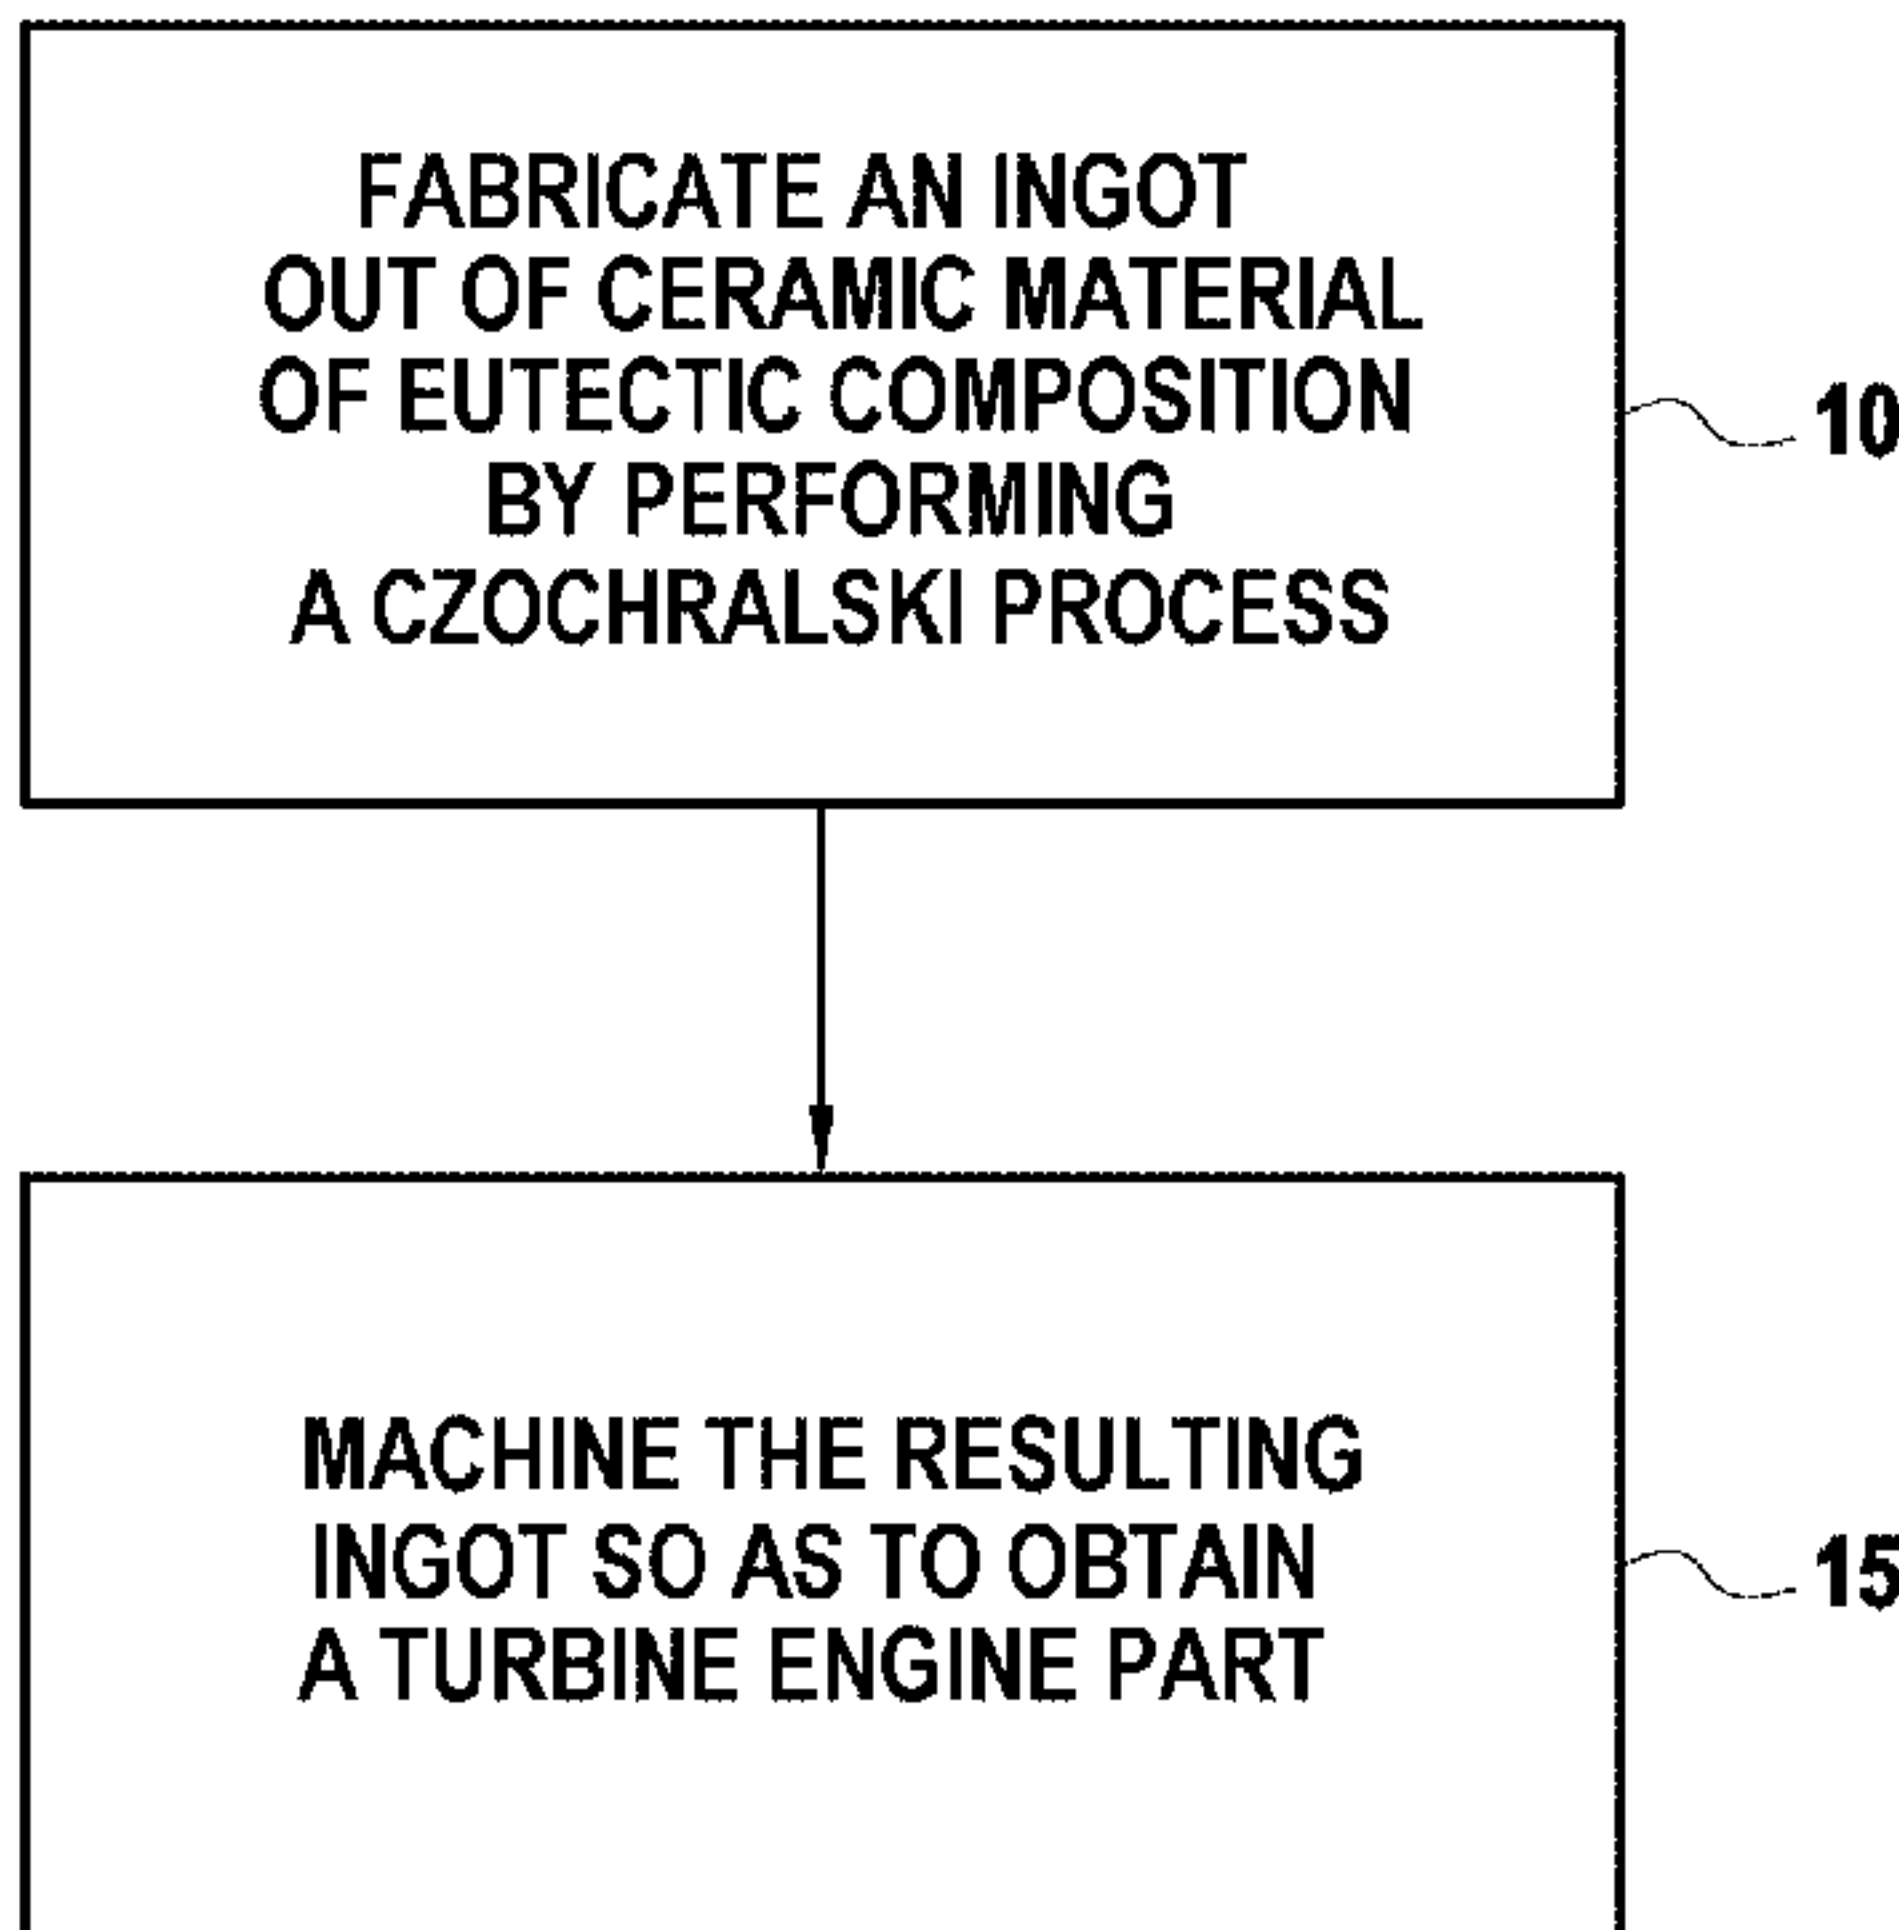 FABRICATE AN INGOT
OUT OF CERAMIC MATERIAL
OF EUTECTIC COMPOSITION
BY PERFORMING
A CZOCHRALSKI PROCESS
10
MACHINE THE RESULTING
INGOT SO AS TO OBTAIN
A TURBINE ENGINE PART
15